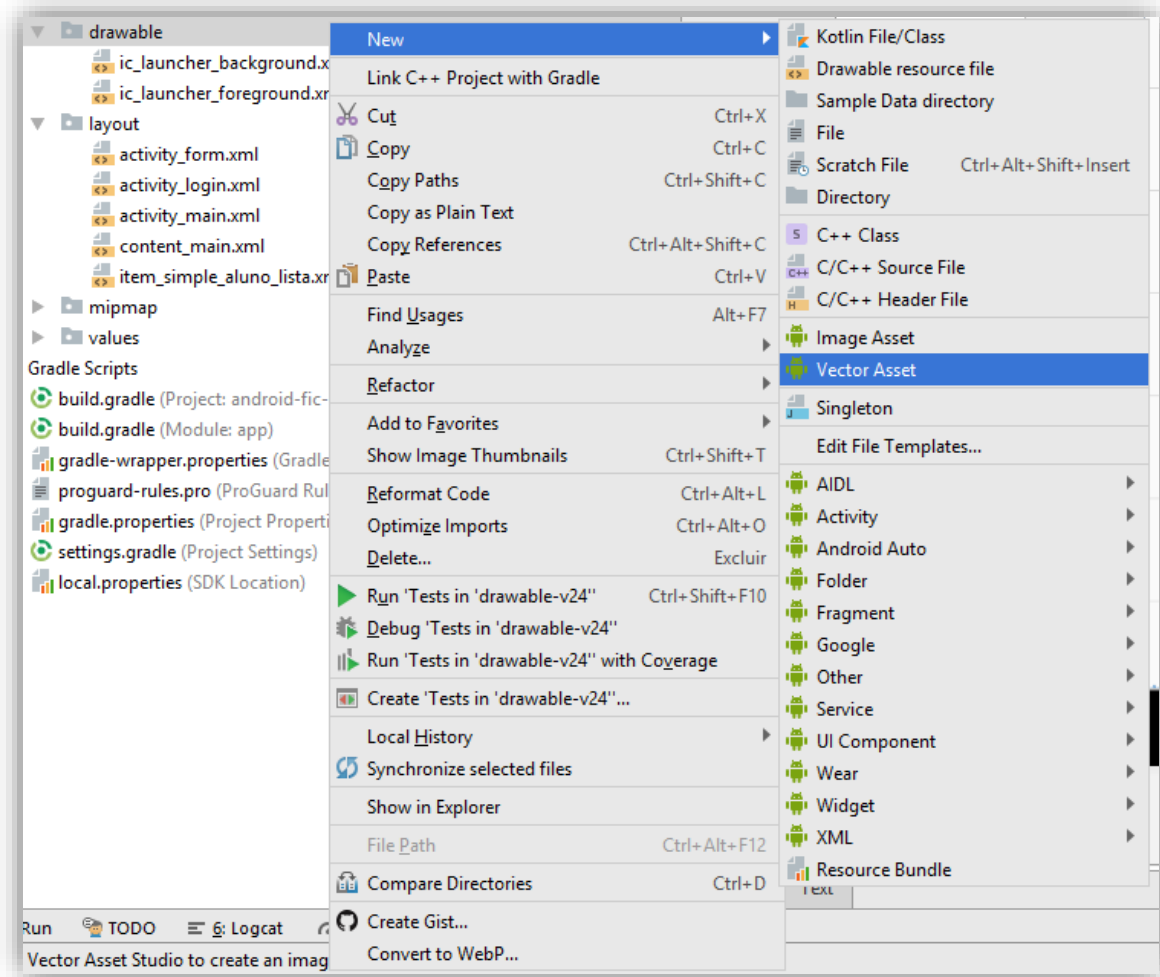 drawable
ic_launcher_background.x
ic_launcher_foreground.xr
layout
activity_form.xml
activity_login.xml
activity_main.xml
content_main.xml
item_simple_aluno_lista.xr
mipmap
values
Gradle Scripts
build.gradle (Project: android-fic-
build.gradle (Module: app)
gradle-wrapper.properties (Gradle
proguard-rules.pro (ProGuard Rul
gradle.properties (Project Properti
settings.gradle (Project Settings)
local.properties (SDK Location)
New
Link C++ Project with Gradle
Cut Ctrl+X
Copy Ctrl+C
Copy Paths Ctrl+Shift+C
Copy as Plain Text
Copy References Ctrl+Alt+Shift+C
Paste Ctrl+V
Find Usages Alt+F7
Analyze
Refactor
Add to Favorites
Show Image Thumbnails Ctrl+Shift+T
Reformat Code Ctrl+Alt+L
Optimize Imports Ctrl+Alt+O
Delete... Excluir
Run 'Tests in 'drawable-v24'' Ctrl+Shift+F10
Debug 'Tests in 'drawable-v24''
Run 'Tests in 'drawable-v24'' with Coverage
Create 'Tests in 'drawable-v24''...
Local History
Synchronize selected files
Show in Explorer
File Path Ctrl+Alt+F12
Compare Directories Ctrl+D
Create Gist...
Convert to WebP...
Kotlin File/Class
Drawable resource file
Sample Data directory
File
Scratch File Ctrl+Alt+Shift+Insert
Directory
S C++ Class
C++ C/C++ Source File
H C/C++ Header File
Image Asset
Vector Asset
Singleton
Edit File Templates...
AIDL
Activity
Android Auto
Folder
Fragment
Google
Other
Service
UI Component
Wear
Widget
XML
Resource Bundle
Text
Run TODO 6: Logcat
Vector Asset Studio to create an imag